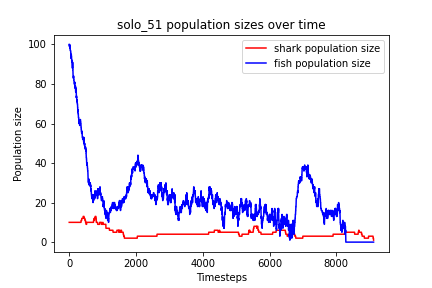 solo_51 population sizes over time
shark population size
fish population size
Population size
100
80
60
40
20
0
0 2000 4000 6000 8000
Timesteps